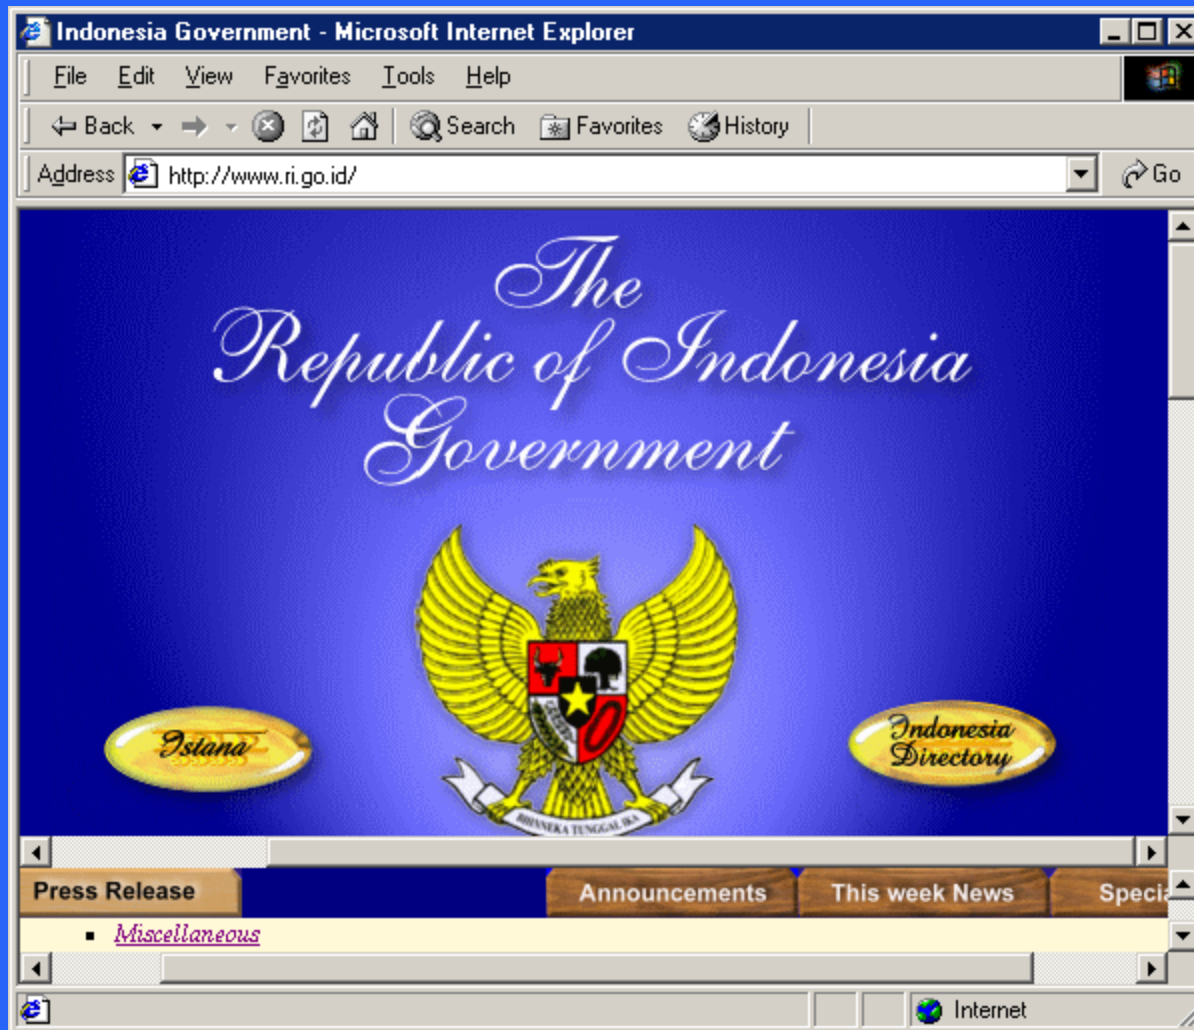 Indonesia Government - Microsoft Internet Explorer
File Edit View Favorites Tools Help
Back Search Favorites History
Address http://www.ri.go.id/ Go
The
Republic of Indonesia
Government
Istana
Indonesia
Directory
BHINNEKA TUNGGAL IKA
Press Release Announcements This week News Specia
Miscellaneous
Internet